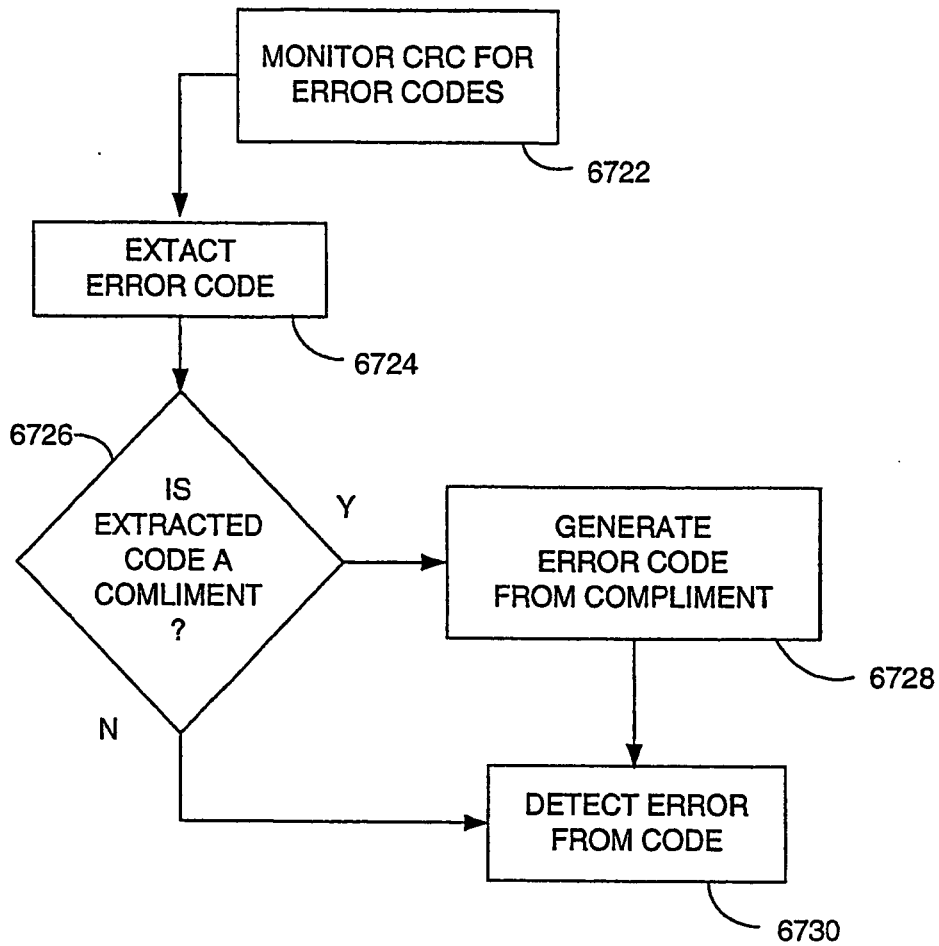 MONITOR CRC FOR
ERROR CODES
6722
EXTACT
ERROR CODE
6724
6726
IS
EXTRACTED
CODE A
COMLIMENT
?
Y
GENERATE
ERROR CODE
FROM COMPLIMENT
6728
N
DETECT ERROR
FROM CODE
6730